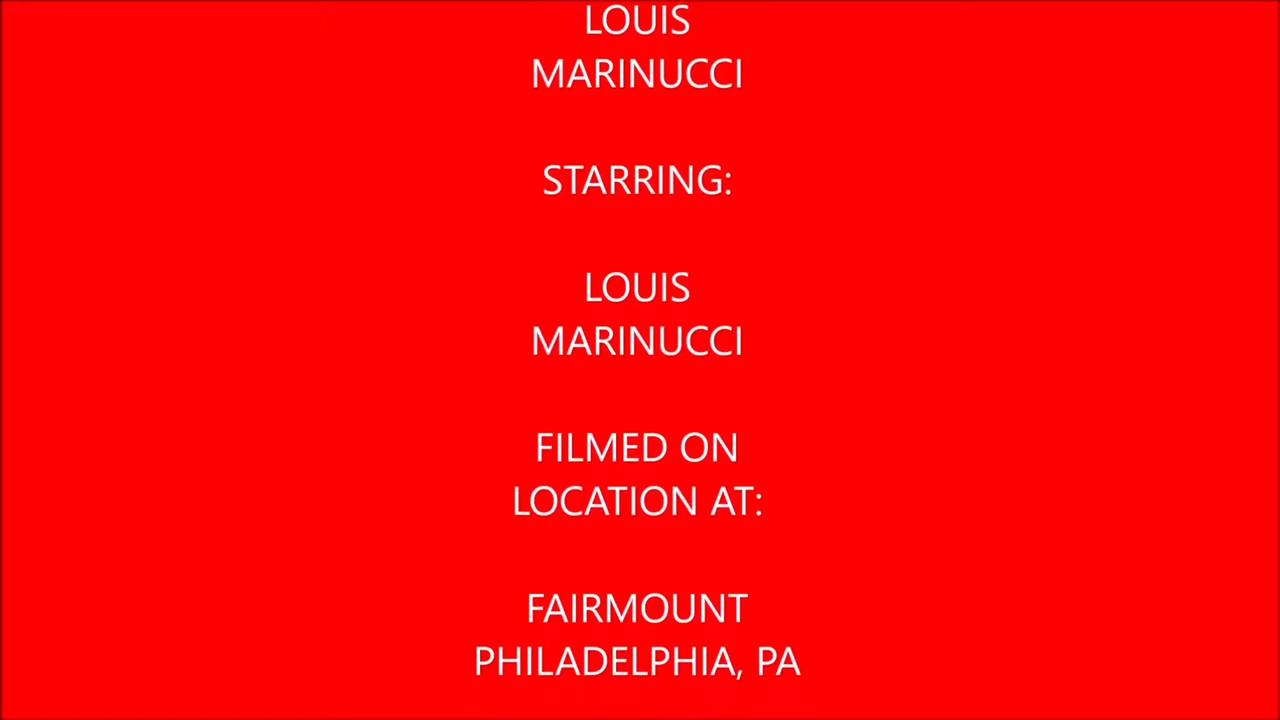 LOUIS
MARINUCCI
STARRING:
LOUIS
MARINUCCI
FILMED ON
LOCATION AT:
FAIRMOUNT
PHILADELPHIA, PA